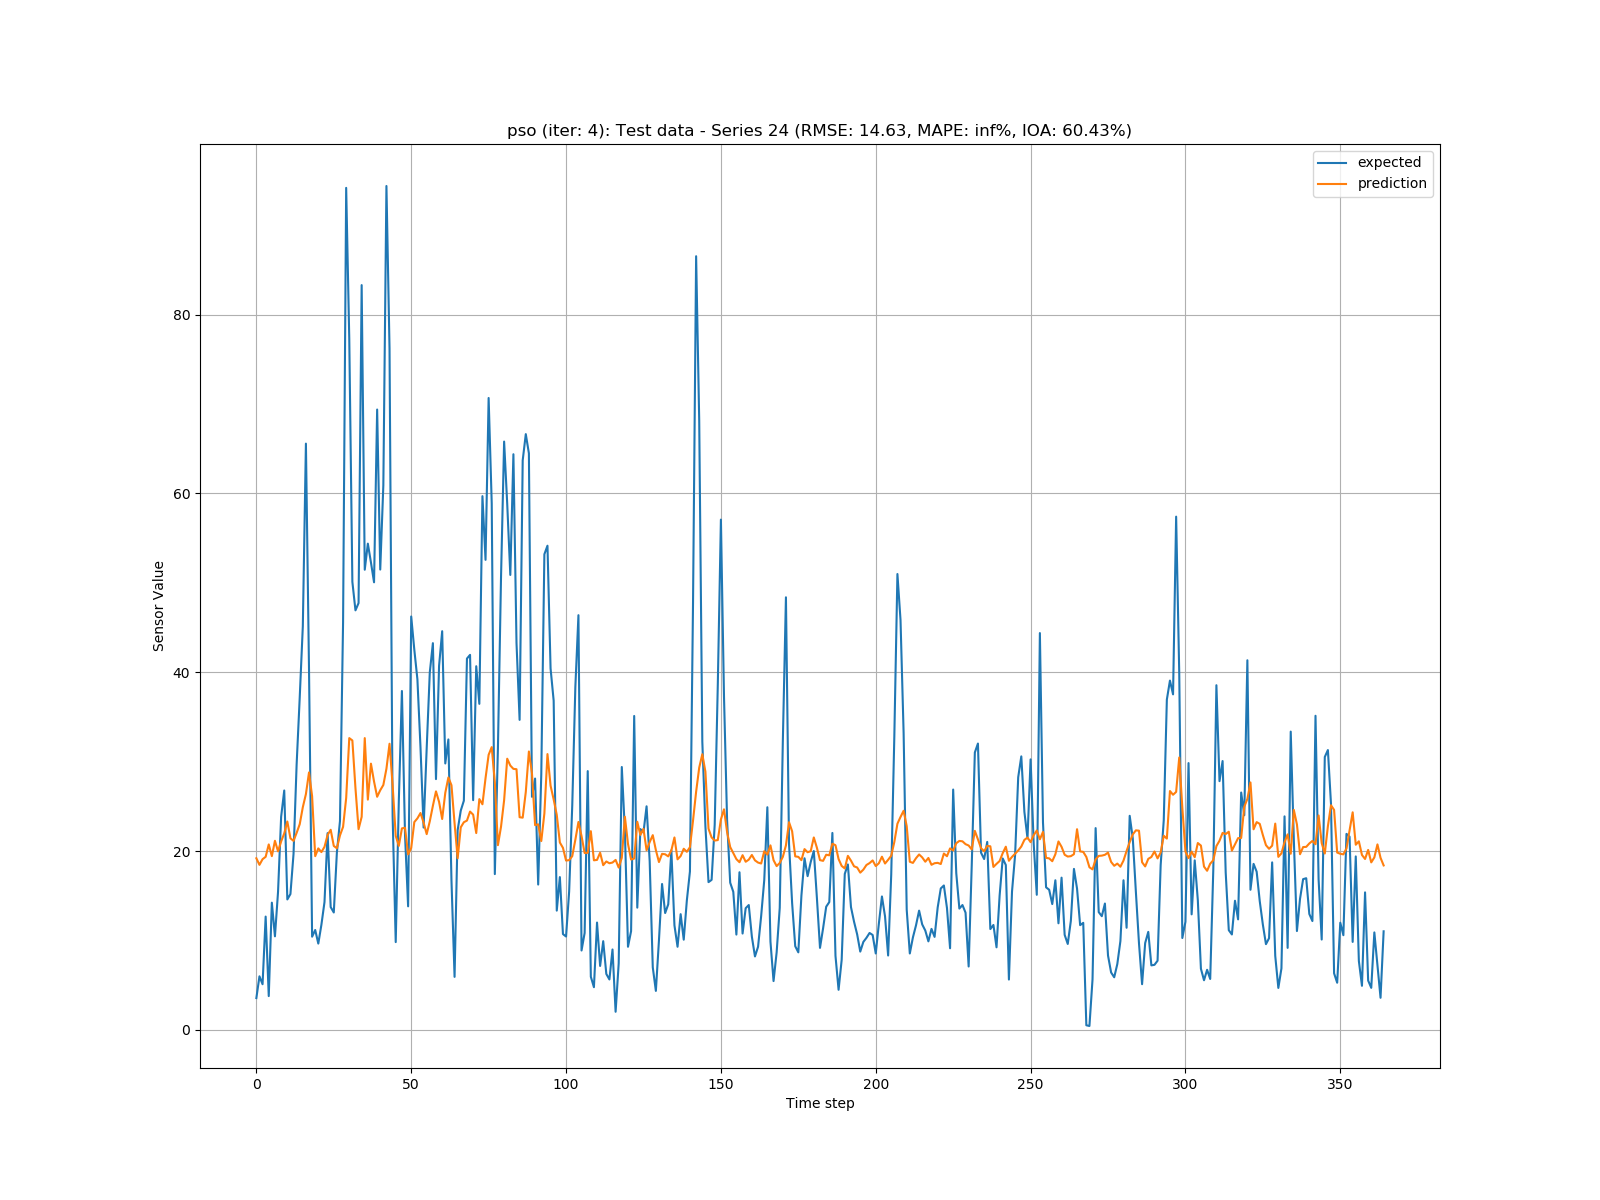 pso (iter: 4): Test data - Series 24 (RMSE: 14.63, MAPE: inf%, IOA: 60.43%)
expected
prediction
80
60
40
20
0
Sensor Value
0 50 100 150 200 250 300 350
Time step